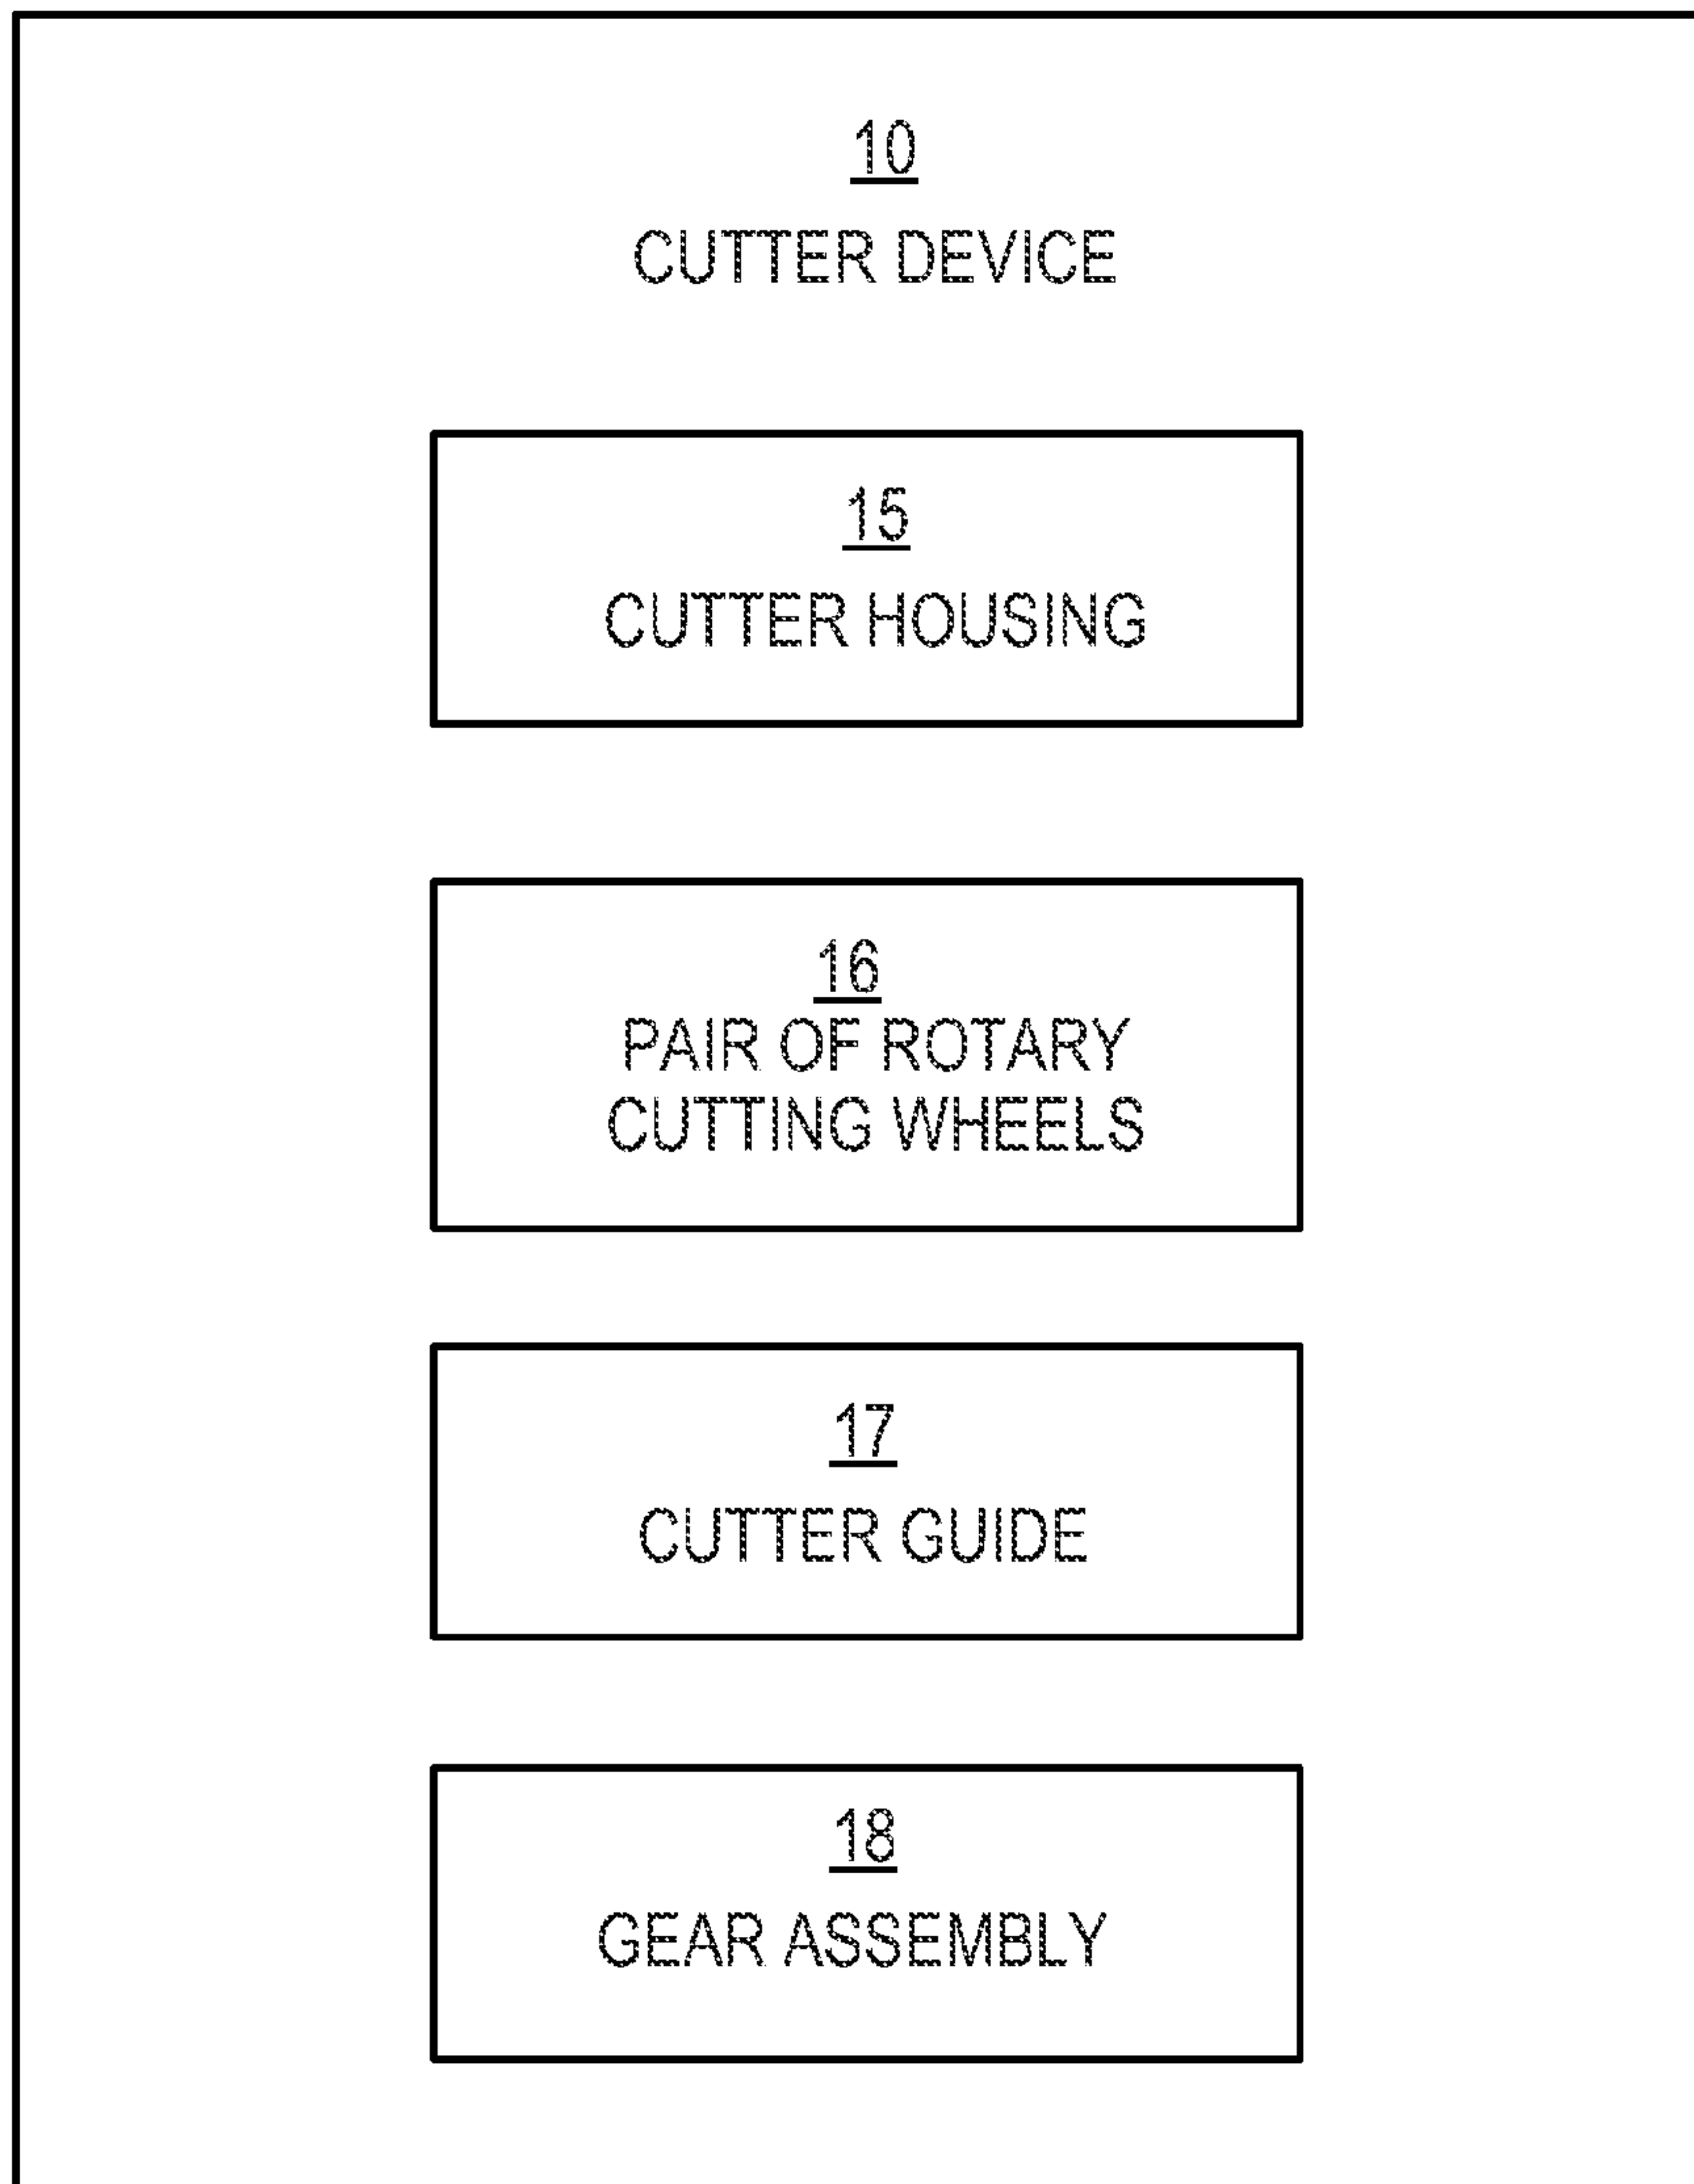 10
CUTTER DEVICE
15
CUTTER HOUSING
16
PAIR OF ROTARY
CUTTING WHEELS
17
CUTTER GUIDE
18
GEAR ASSEMBLY